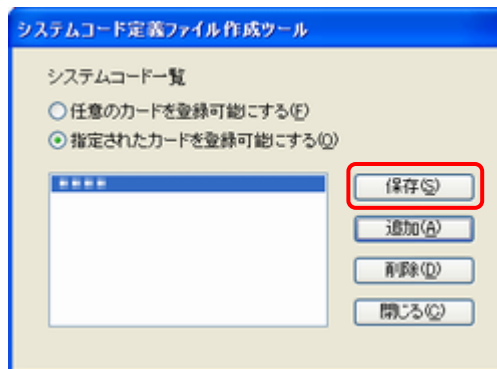 システムコード定義ファイル作成ツール
システムコード一覧
任意のカードを登録可能にする(F)
指定されたカードを登録可能にする(O)
****
保存(S)
追加(A)
削除(D)
閉じる(C)